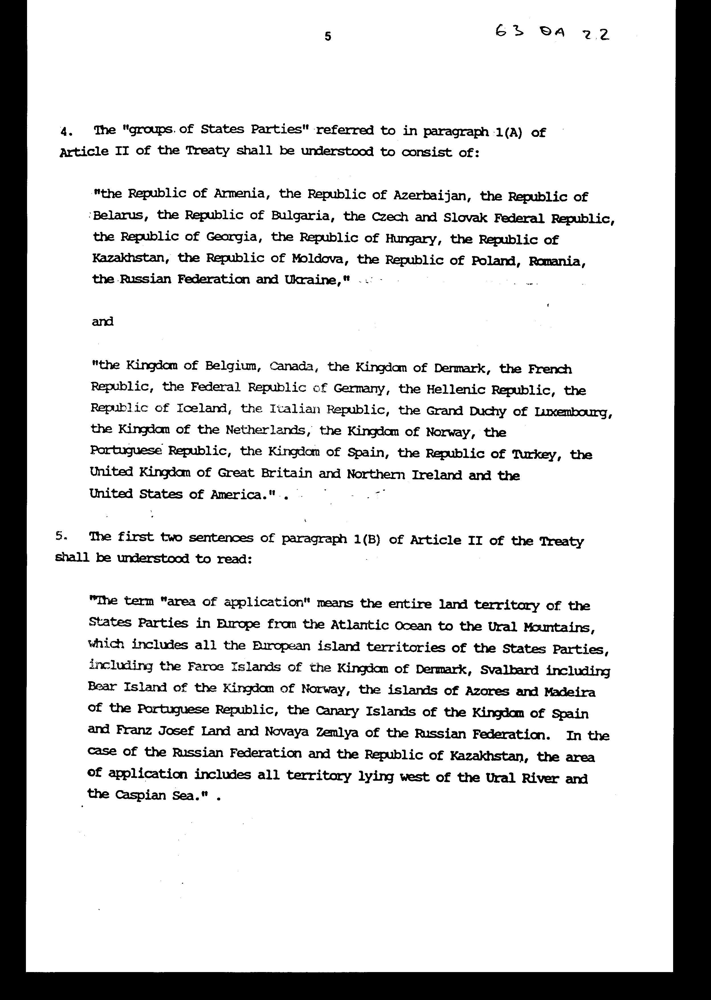 5
63 OA 22
4. The "groups of States Parties" referred to in paragraph 1(A) of
Article II of the Treaty shall be understood to consist of:
"the Republic of Armenia, the Republic of Azerbaijan, the Republic of
Belarus, the Republic of Bulgaria, the Czech and Slovak Federal Republic,
the Republic of Georgia, the Republic of Hungary, the Republic of
Kazakhstan, the Republic of Moldova, the Republic of Poland, Romania,
the Russian Federation and Ukraine,"
and
"the Kingdom of Belgium, Canada, the Kingdom of Denmark, the French
Republic, the Federal Republic of Germany, the Hellenic Republic, the
Republic of Iceland, the Italian Republic, the Grand Duchy of Luxembourg,
the Kingdom of the Netherlands, the Kingdom of Norway, the
Portuguese Republic, the Kingdom of Spain, the Republic of Turkey, the
United Kingdom of Great Britain and Northern Ireland and the
United States of America." .
5. The first two sentences of paragraph 1(B) of Article II of the Treaty
shall be understood to read:
"The term "area of application" means the entire land territory of the
States Parties in Europe from the Atlantic Ocean to the Ural Mountains,
which includes all the European island territories of the States Parties,
including the Faroe Islands of the Kingdom of Denmark, Svalbard including
Bear Island of the Kingdom of Norway, the islands of Azores and Madeira
of the Portuguese Republic, the Canary Islands of the Kingdom of Spain
and Franz Josef Land and Novaya Zemlya of the Russian Federation. In the
case of the Russian Federation and the Republic of Kazakhstan, the area
of application includes all territory lying west of the Ural River and
the Caspian Sea." .